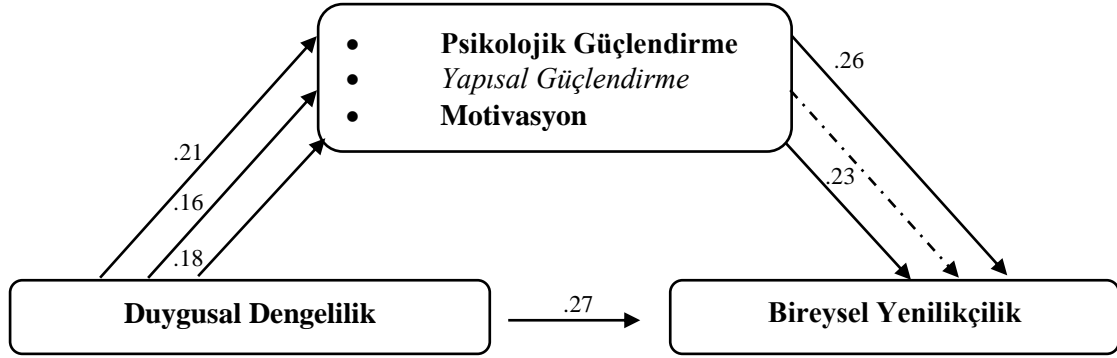 • Psikolojik Güçlendirme
• Yapısal Güçlendirme
• Motivasyon
.26
.21
.23
.16
.18
Duygusal Dengelilik
.27
Bireysel Yenilikçilik